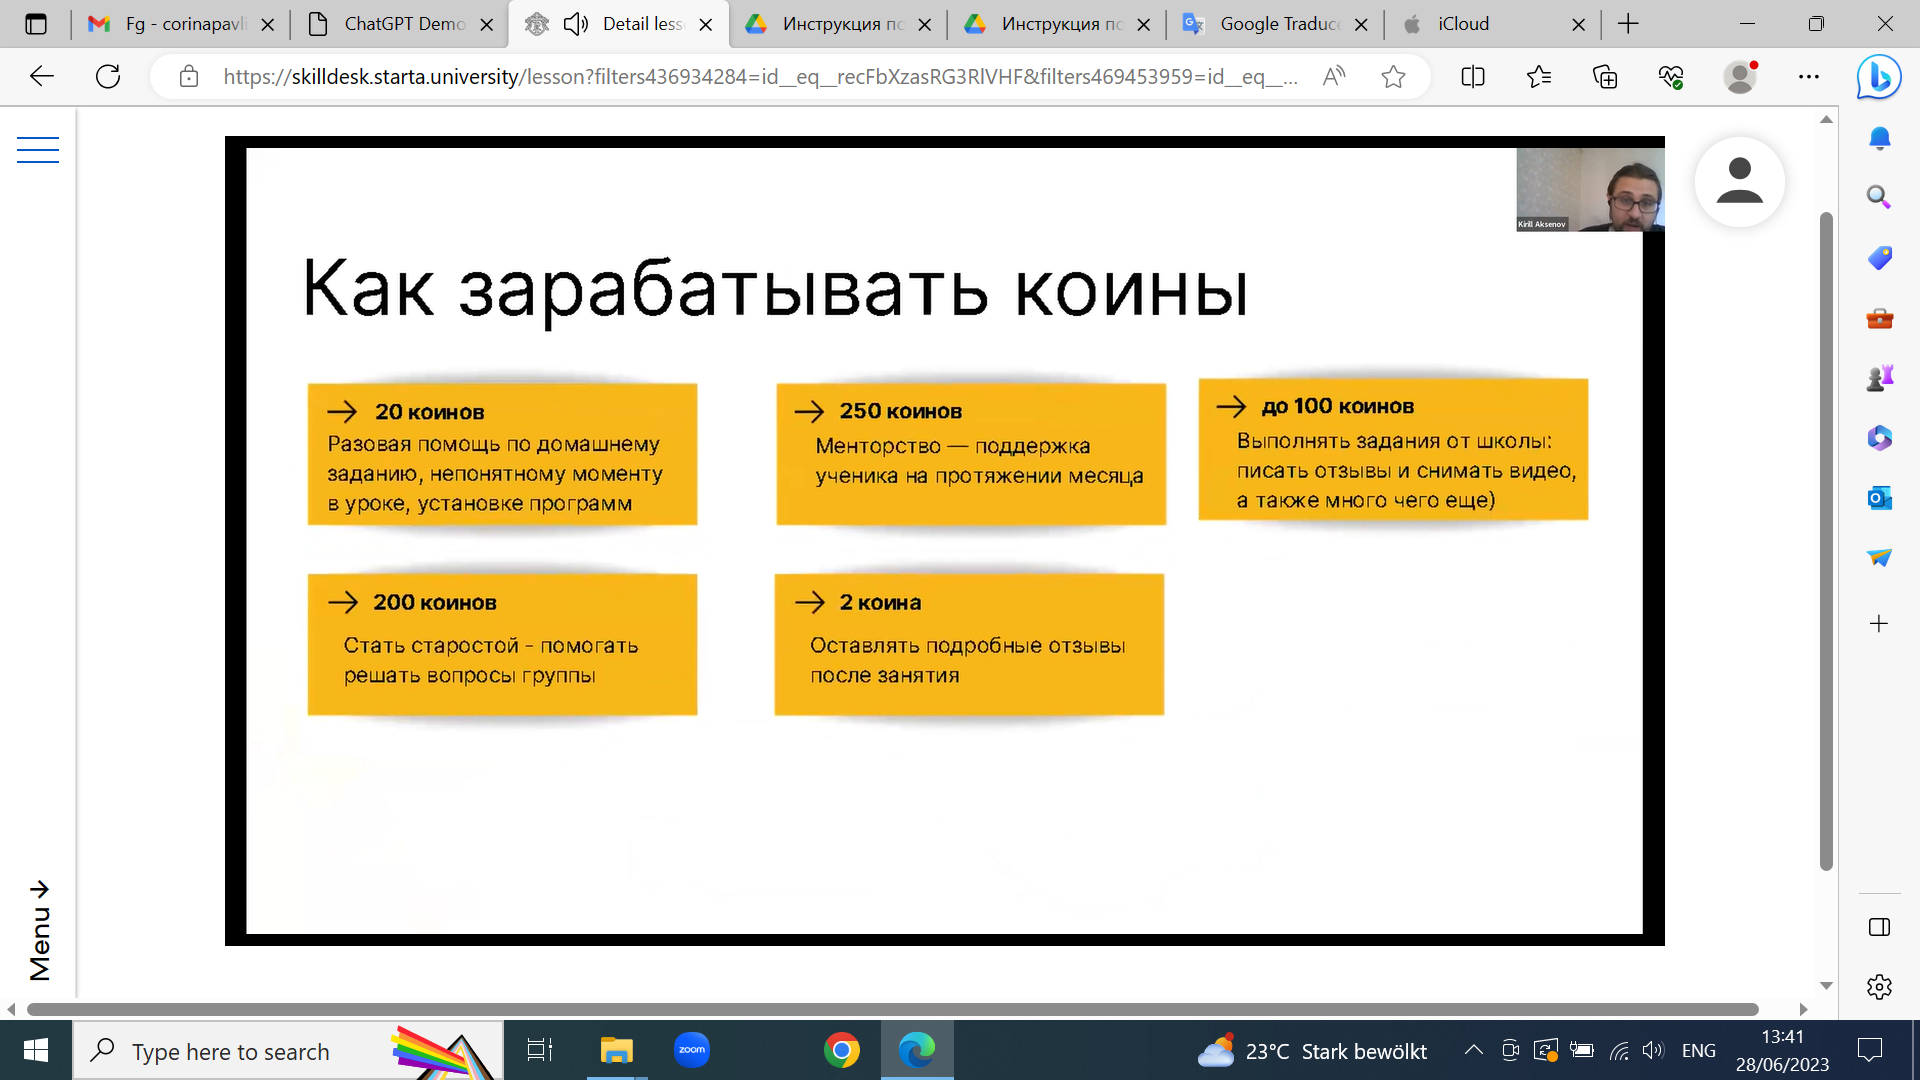 Fg - corinapavli
ChatGPT Demo
Detail less
Инструкция по
Инструкция по
Google Traduce
iCloud
https://skilldesk.starta.university/lesson?filters436934284=id__eq__recFbXzasRG3RlVHF&filters469453959=id__eq__...
Kirill Aksenov
Как зарабатывать коины
→ 20 коинов
Разовая помощь по домашнему
заданию, непонятному моменту
в уроке, установке программ
→ 250 коинов
Менторство — поддержка
ученика на протяжении месяца
→ до 100 коинов
Выполнять задания от школы:
писать отзывы и снимать видео,
а также много чего еще)
→ 200 коинов
Стать старостой - помогать
решать вопросы группы
→ 2 коина
Оставлять подробные отзывы
после занятия
Menu →
Type here to search
zoom
23°C Stark bewölkt
ENG
13:41
28/06/2023